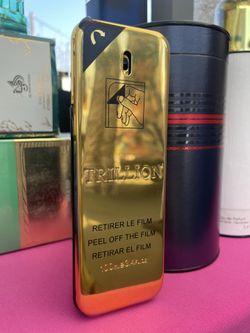 TRILLION
RETIRER LE FILM
PEEL OFF THE FILM
RETIRAR EL FILM
100ml 3.4fl.oz